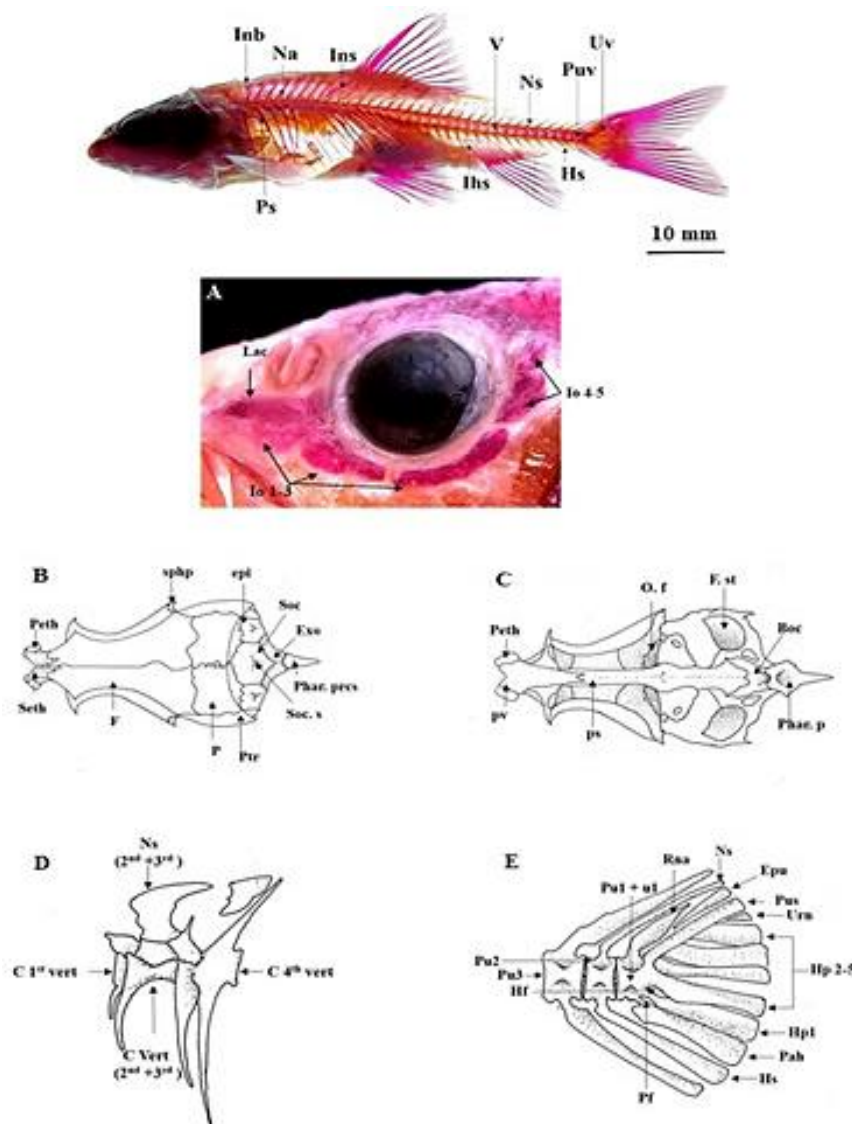 Inb Na Ins V Ns Puv Uv
Ps Ihs Hs
10 mm
A
Lac
Io 4-5
Io 1-3
B
sphp epi
Soc
Exo
Peth
Phar. prcs
Seth
F
P
Ptr
Soc. s
C
O. f
F. st
Boc
Peth
pv
ps
Phar. p
D
Ns
(2nd +3rd)
C 1st vert
C 4th vert
C Vert
(2nd +3rd)
E
Rna
Ns
Epu
Pu1 + u1
Pus
Urn
Pu2
Pu3
Hf
Hp 2-5
Hp1
Pah
Hs
Pf